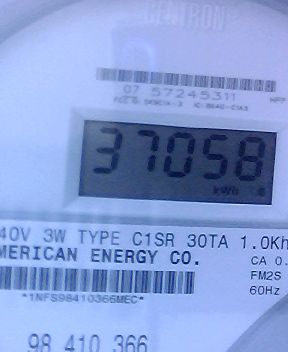 CENTRON
07 57245311
37058
kWh
40V 3W TYPE C1SR 30TA 1.0Kh
MERICAN ENERGY CO. CA 0.
FM2S
60Hz
*1NFS98410366MEC*
98 410 366